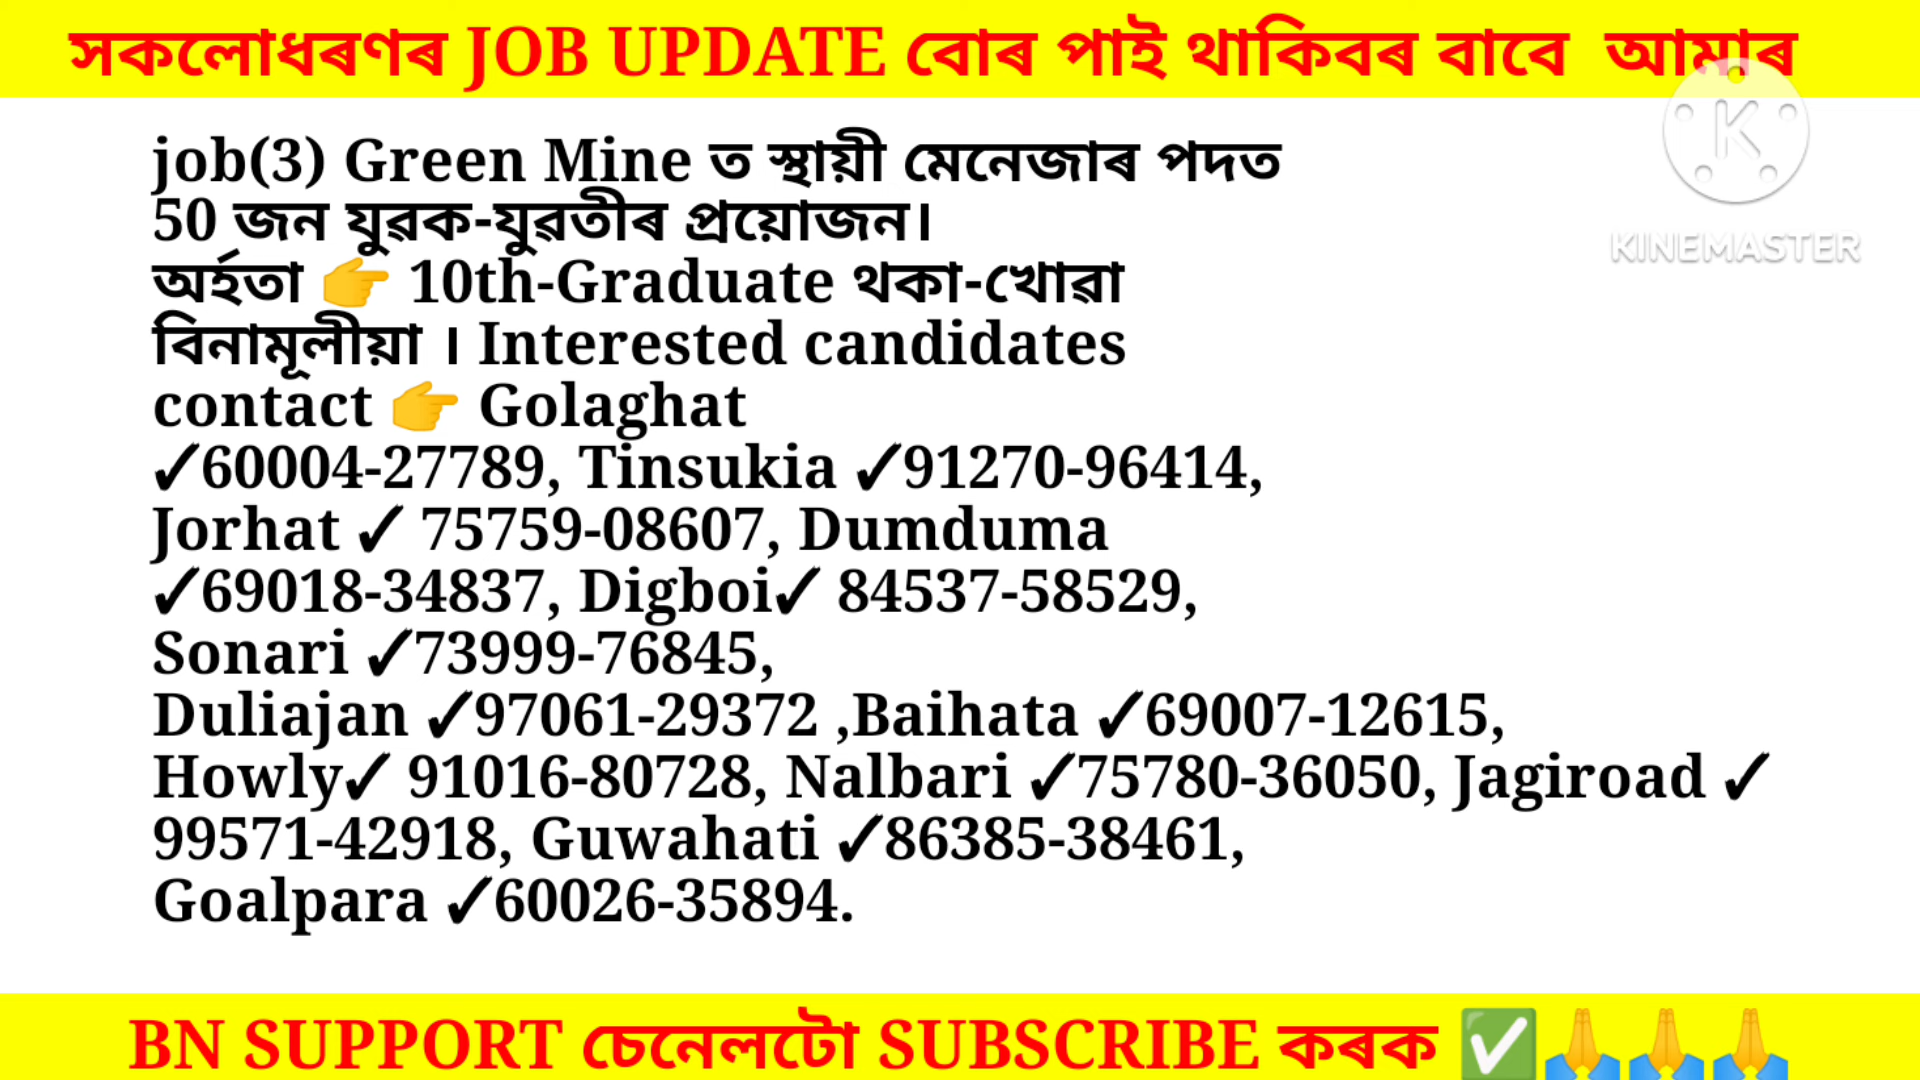 সকলোধৰণৰ JOB UPDATE বোৰ পাই থাকিবৰ বাবে আমাৰ
K
KINEMASTER
job(3) Green Mine ত স্থায়ী মেনেজাৰ পদত
50 জন যুৱক-যুৱতীৰ প্ৰয়োজন।
অৰ্হতা 👉 10th-Graduate থকা-খোৱা
বিনামূলীয়া । Interested candidates
contact 👉 Golaghat
✓60004-27789, Tinsukia ✓91270-96414,
Jorhat ✓ 75759-08607, Dumduma
✓69018-34837, Digboi✓ 84537-58529,
Sonari ✓73999-76845,
Duliajan ✓97061-29372 ,Baihata ✓69007-12615,
Howly✓ 91016-80728, Nalbari ✓75780-36050, Jagiroad ✓
99571-42918, Guwahati ✓86385-38461,
Goalpara ✓60026-35894.
BN SUPPORT চেনেলটো SUBSCRIBE কৰক ✅🙏🙏🙏